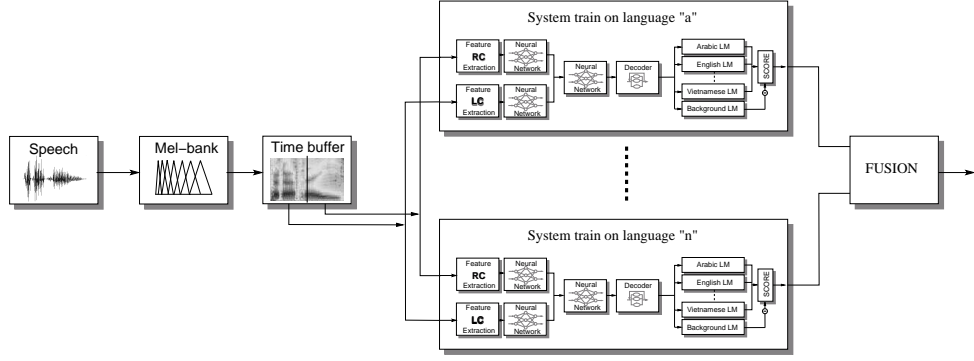 System train on language "a"
Feature
RC
Extraction
Neural
Network
Feature
LC
Extraction
Neural
Network
Neural
Network
Decoder
Arabic LM
English LM
Vietnamese LM
Background LM
SCORE
Speech
Mel-bank
Time buffer
FUSION
System train on language "n"
Feature
RC
Extraction
Neural
Network
Feature
LC
Extraction
Neural
Network
Neural
Network
Decoder
Arabic LM
English LM
Vietnamese LM
Background LM
SCORE